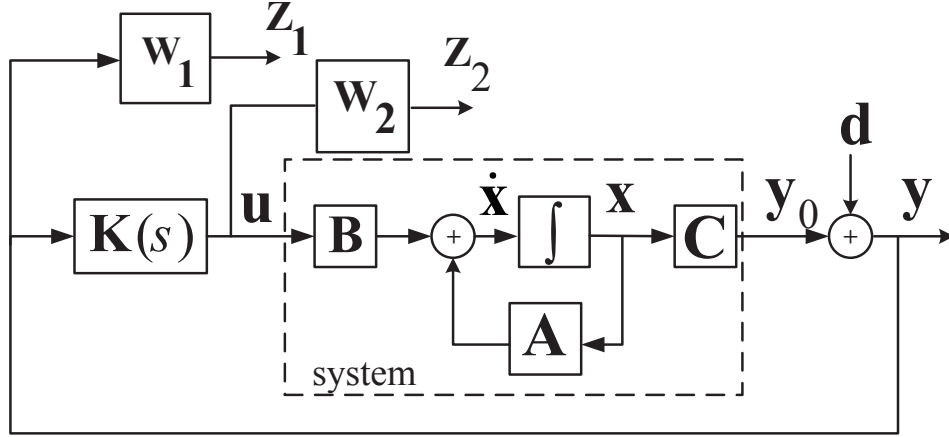 W₁
Z₁
W₂
Z₂
d
K(s)
u
B
+
ẋ
∫
x
C
y₀
+
y
A
system